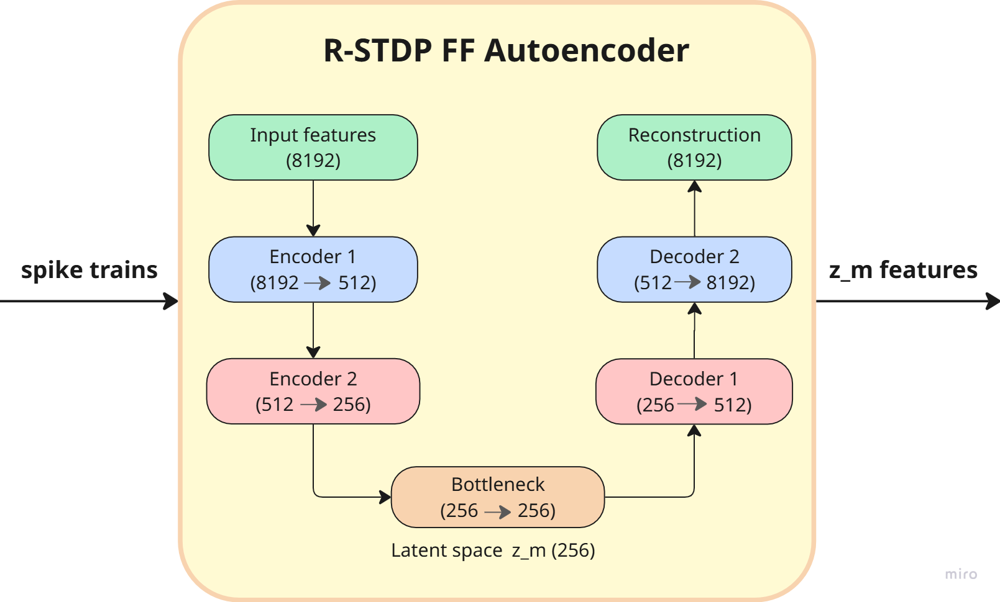 R-STDP FF Autoencoder
Input features
(8192)
Encoder 1
(8192 → 512)
Encoder 2
(512 → 256)
Bottleneck
(256 → 256)
Latent space z_m (256)
Decoder 1
(256 → 512)
Decoder 2
(512 → 8192)
Reconstruction
(8192)
spike trains
z_m features
miro